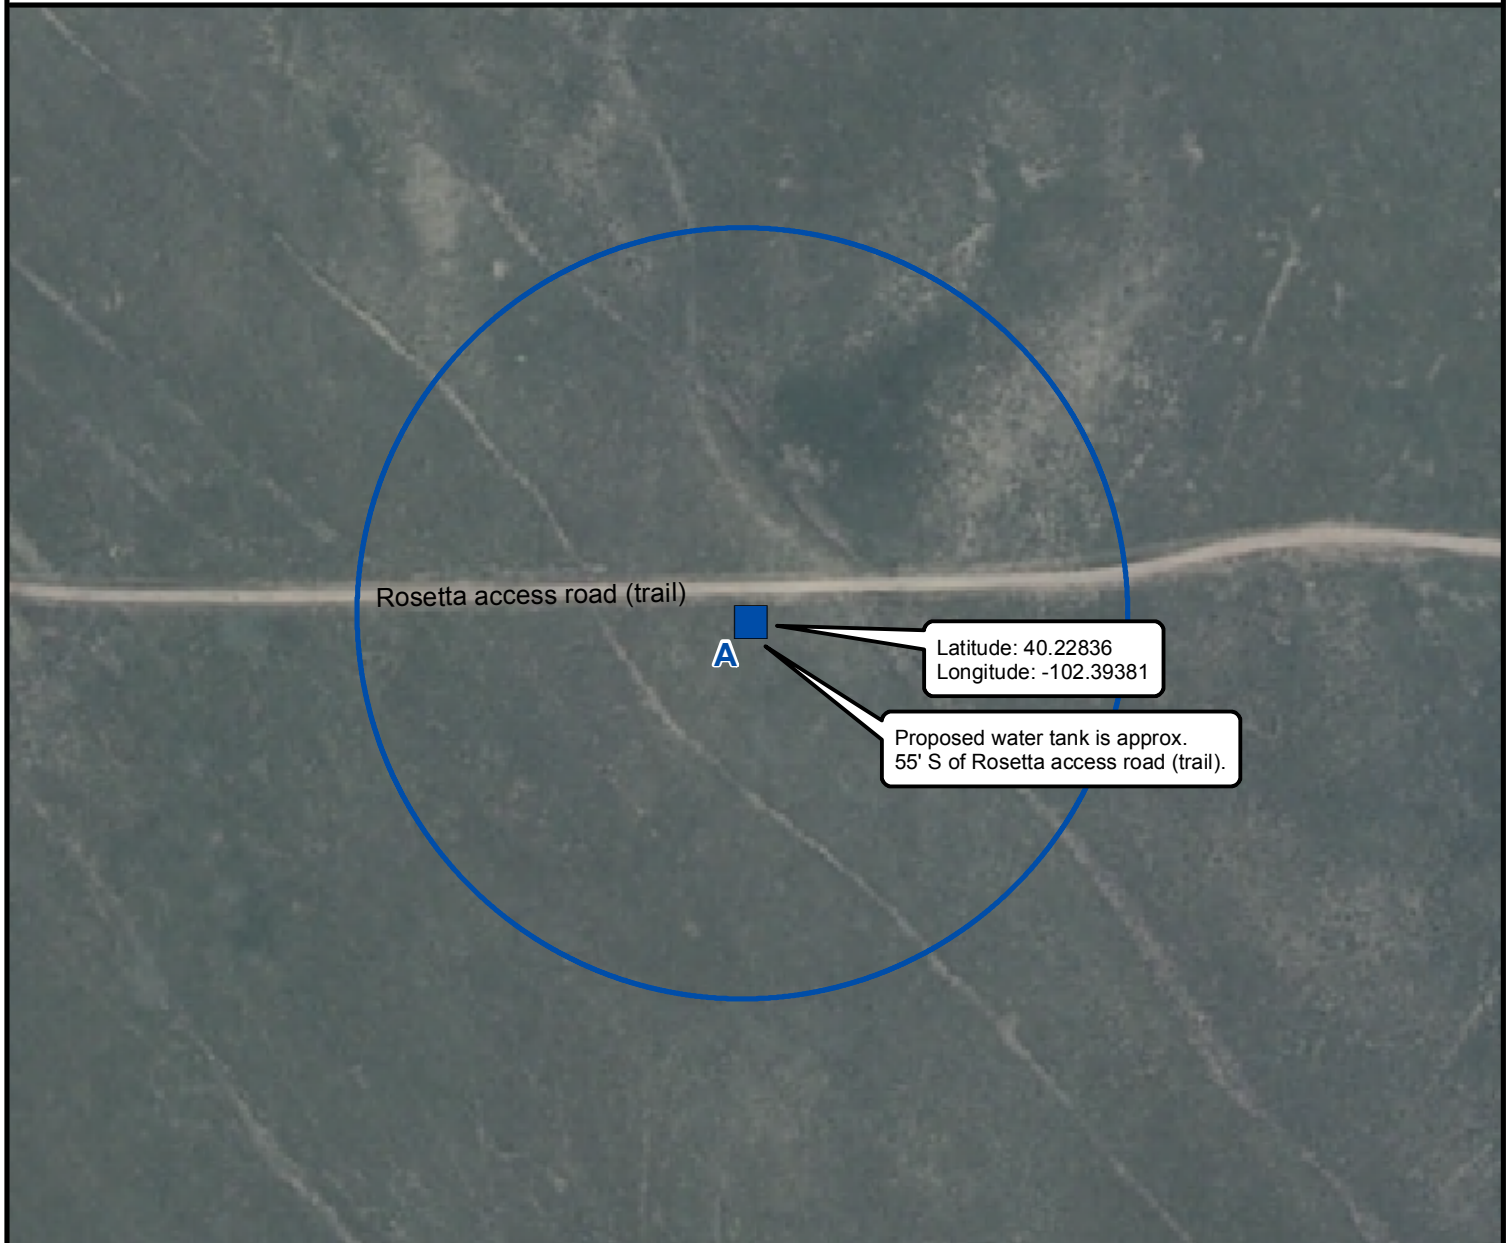 Rosetta access road (trail)
A
Latitude: 40.22836
Longitude: -102.39381
Proposed water tank is approx.
55' S of Rosetta access road (trail).